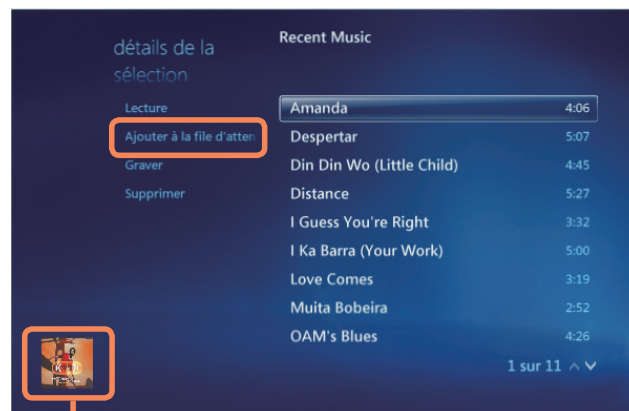 détails de la
sélection
Lecture
Ajouter à la file d'atten
Graver
Supprimer
Recent Music
Amanda 4:06
Despertar 5:07
Din Din Wo (Little Child) 4:45
Distance 5:27
I Guess You're Right 3:32
I Ka Barra (Your Work) 5:00
Love Comes 3:19
Muita Bobeira 2:52
OAM's Blues 4:26
1 sur 11